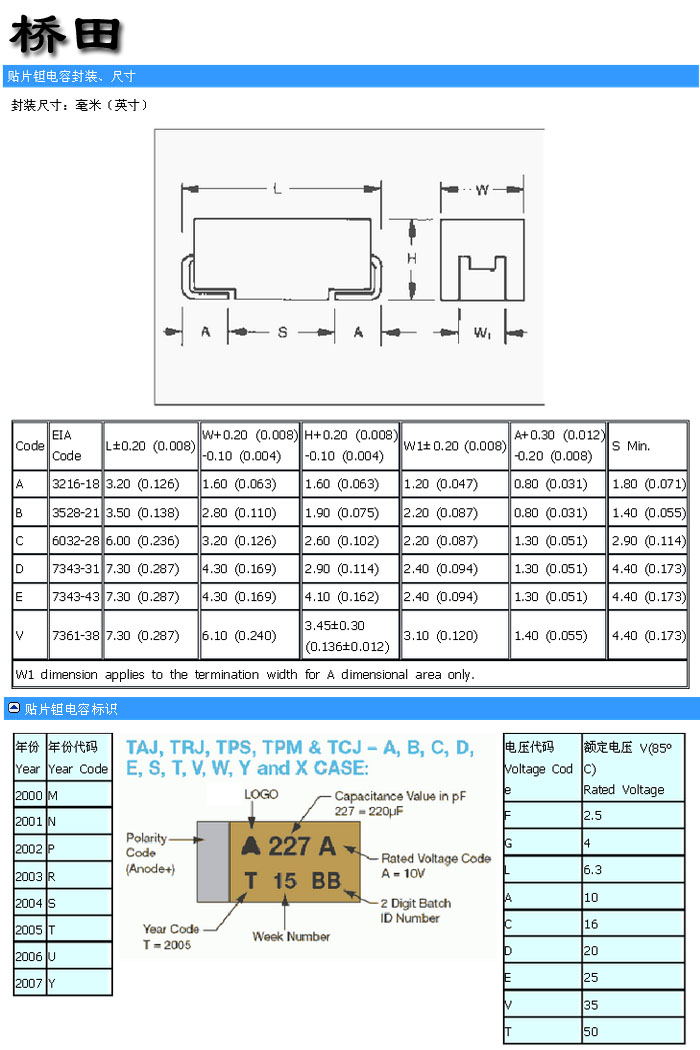 桥田
贴片钽电容封装、尺寸
封装尺寸：毫米（英寸）
L
W
H
A
S
A
W1
Code
EIA Code
L±0.20 (0.008)
W+0.20 (0.008) -0.10 (0.004)
H+0.20 (0.008) -0.10 (0.004)
W1±0.20 (0.008)
A+0.30 (0.012) -0.20 (0.008)
S Min.
A 3216-18 3.20 (0.126) 1.60 (0.063) 1.60 (0.063) 1.20 (0.047) 0.80 (0.031) 1.80 (0.071)
B 3528-21 3.50 (0.138) 2.80 (0.110) 1.90 (0.075) 2.20 (0.087) 0.80 (0.031) 1.40 (0.055)
C 6032-28 6.00 (0.236) 3.20 (0.126) 2.60 (0.102) 2.20 (0.087) 1.30 (0.051) 2.90 (0.114)
D 7343-31 7.30 (0.287) 4.30 (0.169) 2.90 (0.114) 2.40 (0.094) 1.30 (0.051) 4.40 (0.173)
E 7343-43 7.30 (0.287) 4.30 (0.169) 4.10 (0.162) 2.40 (0.094) 1.30 (0.051) 4.40 (0.173)
V 7361-38 7.30 (0.287) 6.10 (0.240) 3.45±0.30 (0.136±0.012) 3.10 (0.120) 1.40 (0.055) 4.40 (0.173)
W1 dimension applies to the termination width for A dimensional area only.
贴片钽电容标识
年份 年份代码
Year Year Code
2000 M
2001 N
2002 P
2003 R
2004 S
2005 T
2006 U
2007 Y
TAJ, TRJ, TPS, TPM & TCJ – A, B, C, D,
E, S, T, V, W, Y and X CASE:
LOGO
Capacitance Value in pF
227 = 220µF
Polarity
Code
(Anode+)
A 227 A
T 15 BB
Rated Voltage Code
A = 10V
2 Digit Batch
ID Number
Year Code
T = 2005
Week Number
电压代码
Voltage Cod
e
额定电压 V(85º
C)
Rated Voltage
F 2.5
G 4
L 6.3
A 10
C 16
D 20
E 25
V 35
T 50